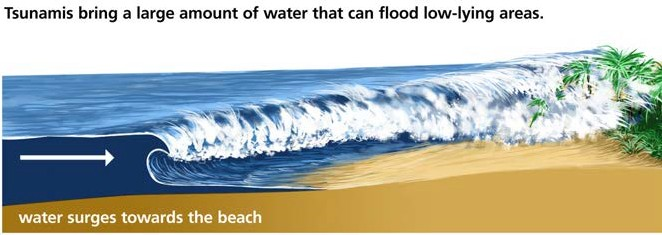 Tsunamis bring a large amount of water that can flood low-lying areas.
water surges towards the beach